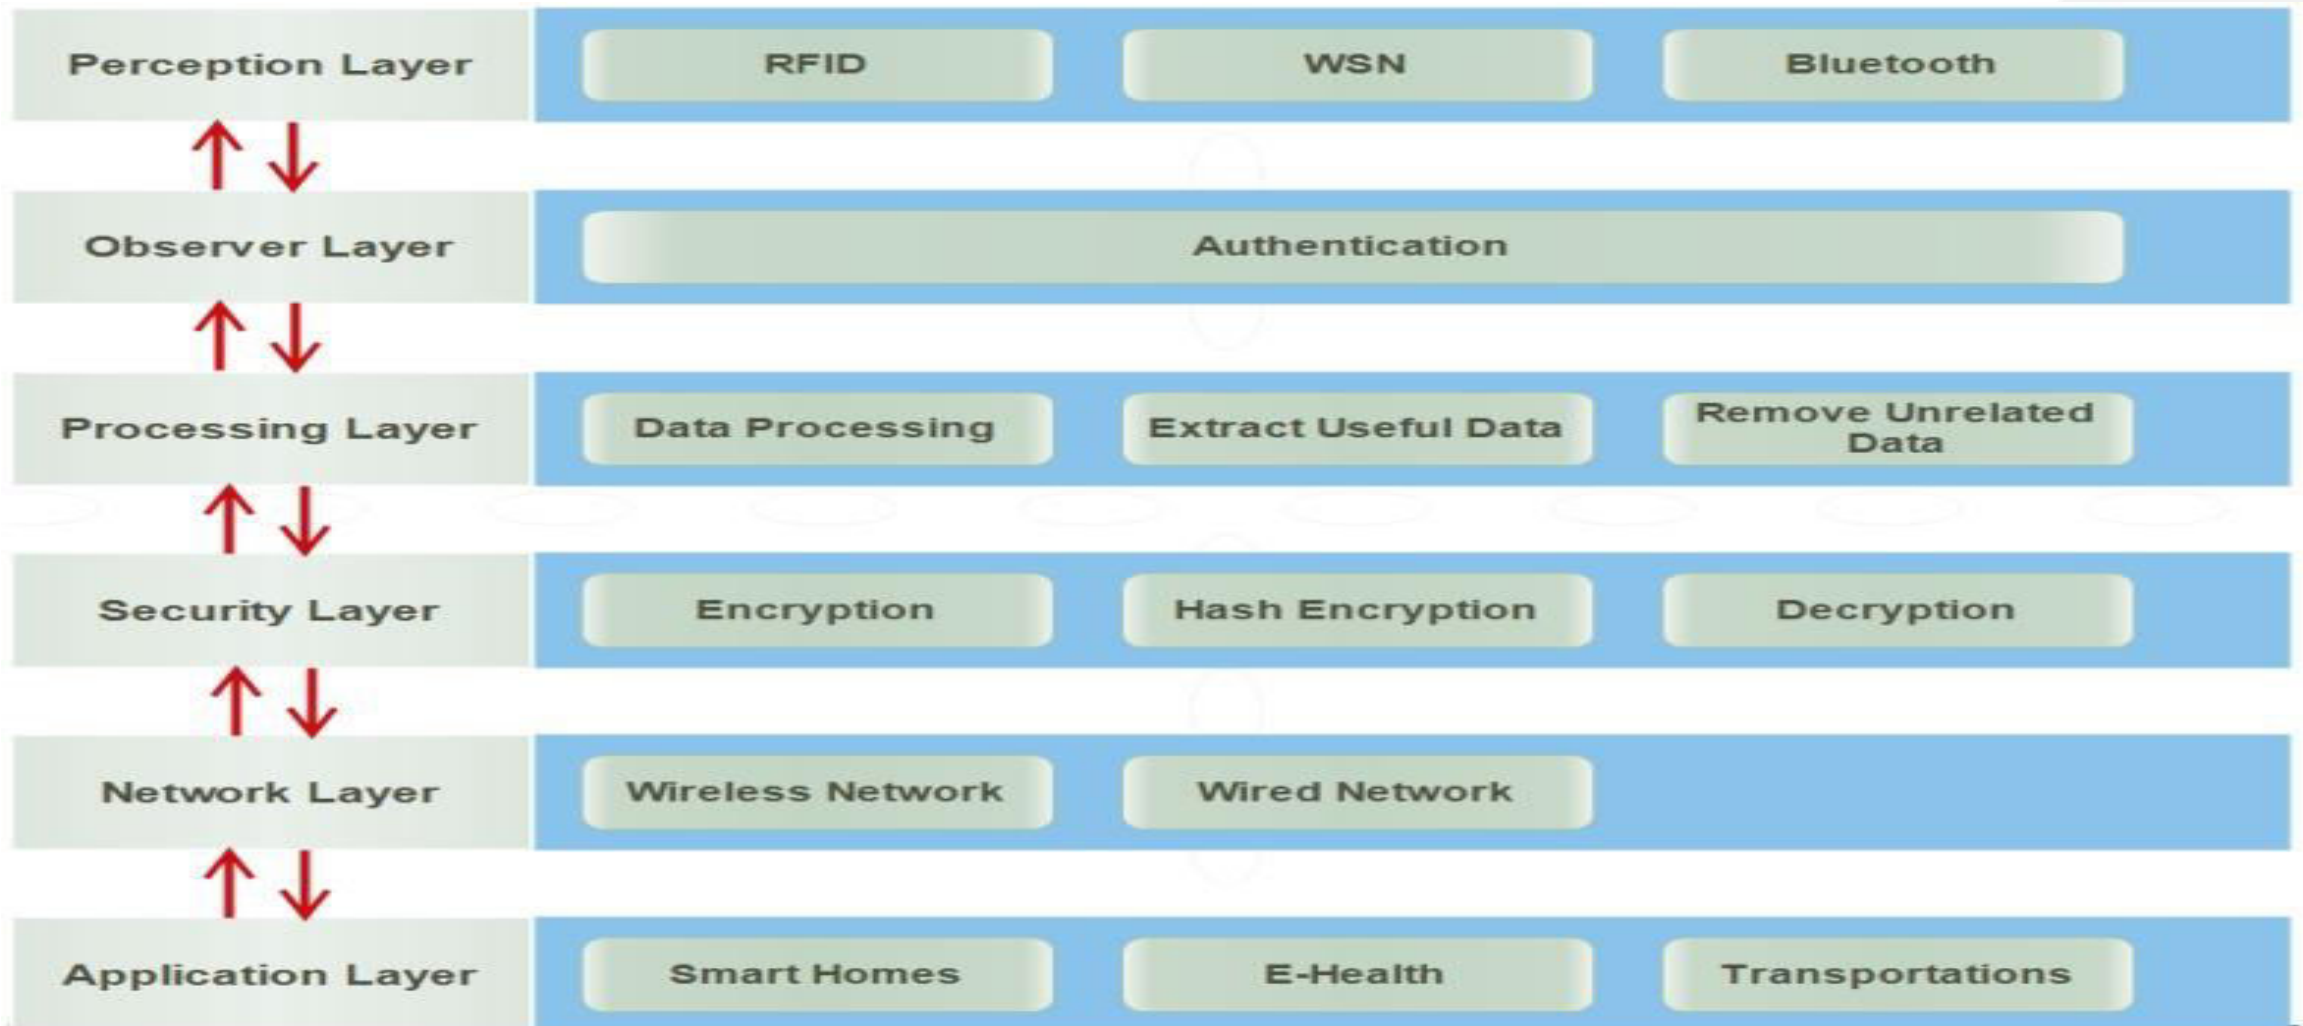 Perception Layer
RFID
WSN
Bluetooth
Observer Layer
Authentication
Processing Layer
Data Processing
Extract Useful Data
Remove Unrelated
Data
Security Layer
Encryption
Hash Encryption
Decryption
Network Layer
Wireless Network
Wired Network
Application Layer
Smart Homes
E-Health
Transportations